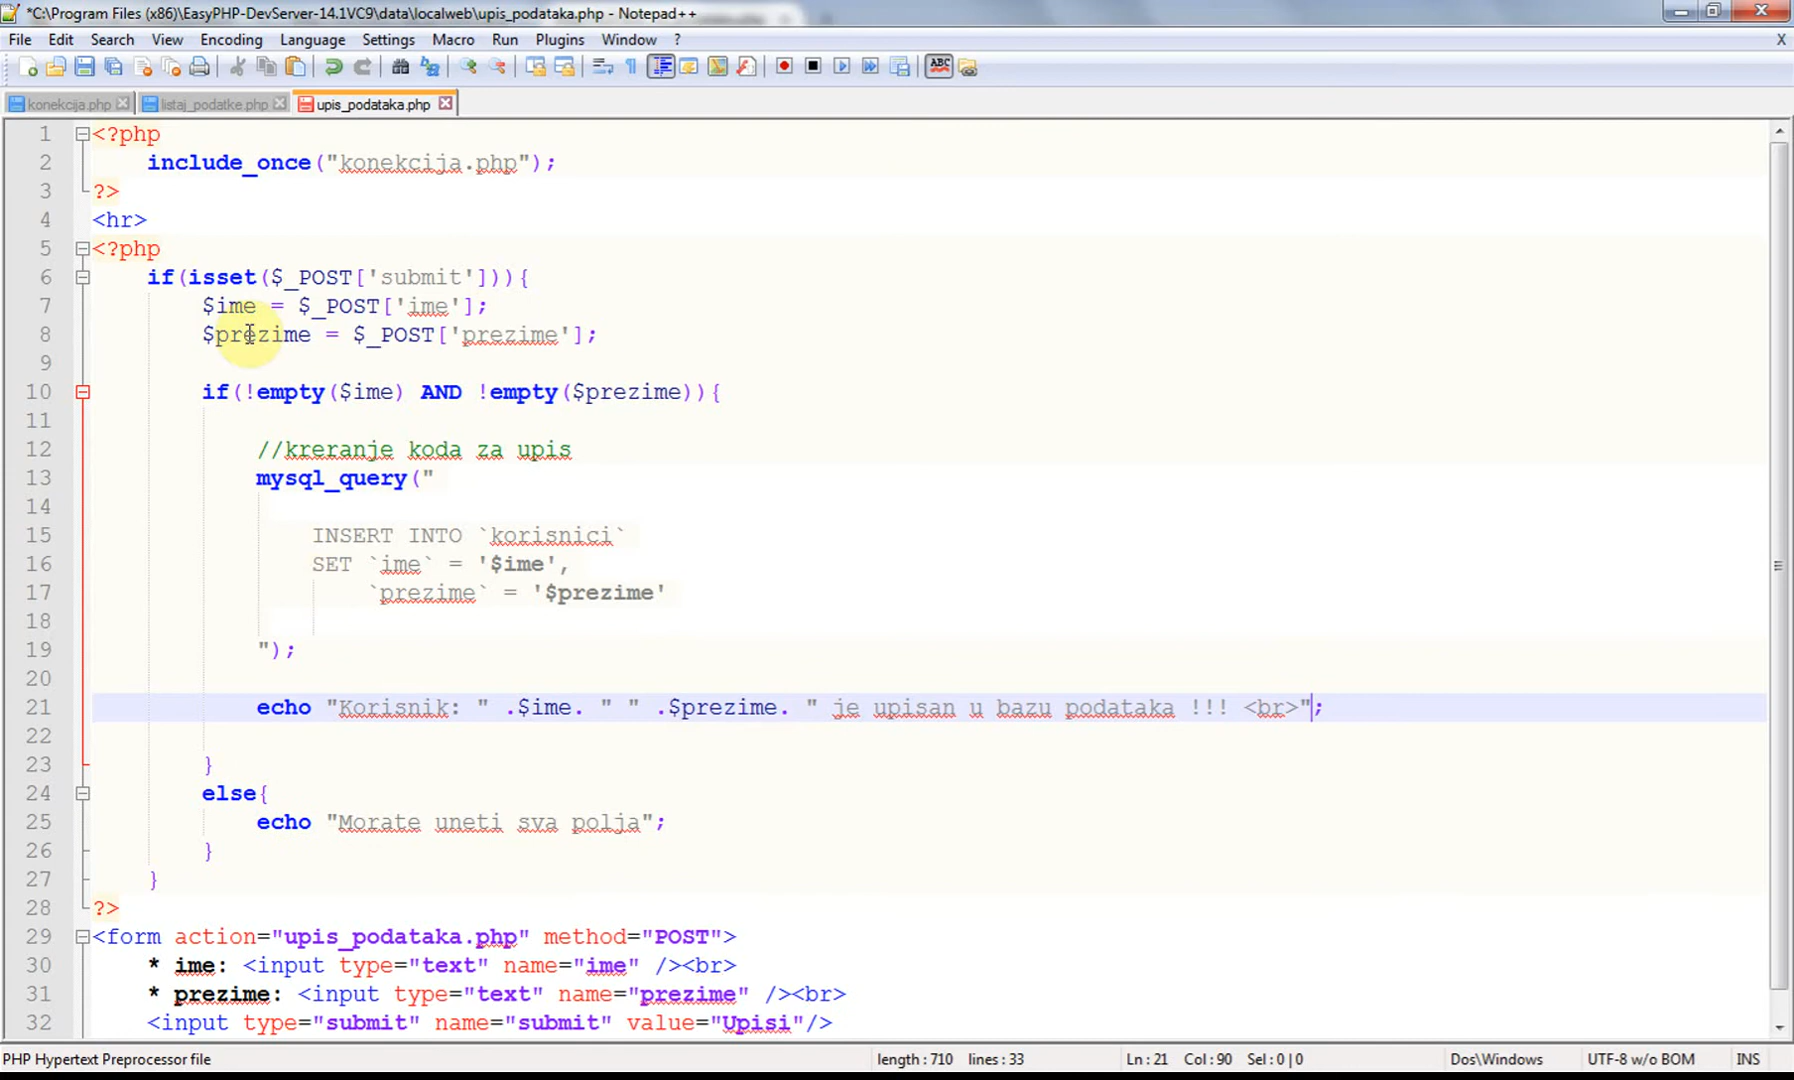 *C:\Program Files (x86)\EasyPHP-DevServer-14.1VC9\data\localweb\upis_podataka.php - Notepad++
File Edit Search View Encoding Language Settings Macro Run Plugins Window ? X
konekcija.php listaj_podatke.php upis_podataka.php
1 <?php
2 include_once("konekcija.php");
3 ?>
4 <hr>
5 <?php
6 if(isset($_POST['submit'])){
7 $ime = $_POST['ime'];
8 $prezime = $_POST['prezime'];
9
10 if(!empty($ime) AND !empty($prezime)){
11
12 //kreranje koda za upis
13 mysql_query("
14
15 INSERT INTO `korisnici`
16 SET `ime` = '$ime',
17 `prezime` = '$prezime'
18
19 ");
20
21 echo "Korisnik: " .$ime. " " .$prezime. " je upisan u bazu podataka !!! <br>";
22
23 }
24 else{
25 echo "Morate uneti sva polja";
26 }
27 }
28 ?>
29 <form action="upis_podataka.php" method="POST">
30 * ime: <input type="text" name="ime" /><br>
31 * prezime: <input type="text" name="prezime" /><br>
32 <input type="submit" name="submit" value="Upisi"/>
PHP Hypertext Preprocessor file length : 710 lines : 33 Ln : 21 Col : 90 Sel : 0 | 0 Dos\Windows UTF-8 w/o BOM INS